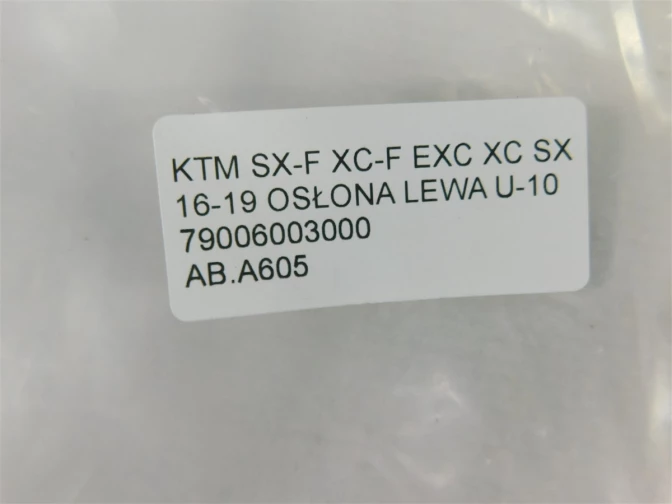 KTM SX-F XC-F EXC XC SX
16-19 OSŁONA LEWA U-10
79006003000
AB.A605